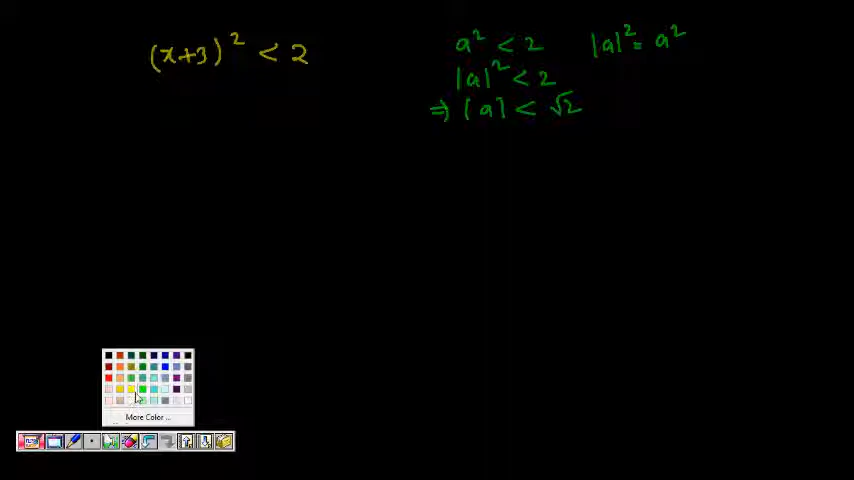 (x+3)² < 2
a² < 2 |a|² = a²
|a|² < 2
⇒ |a| < √2
More Color ...